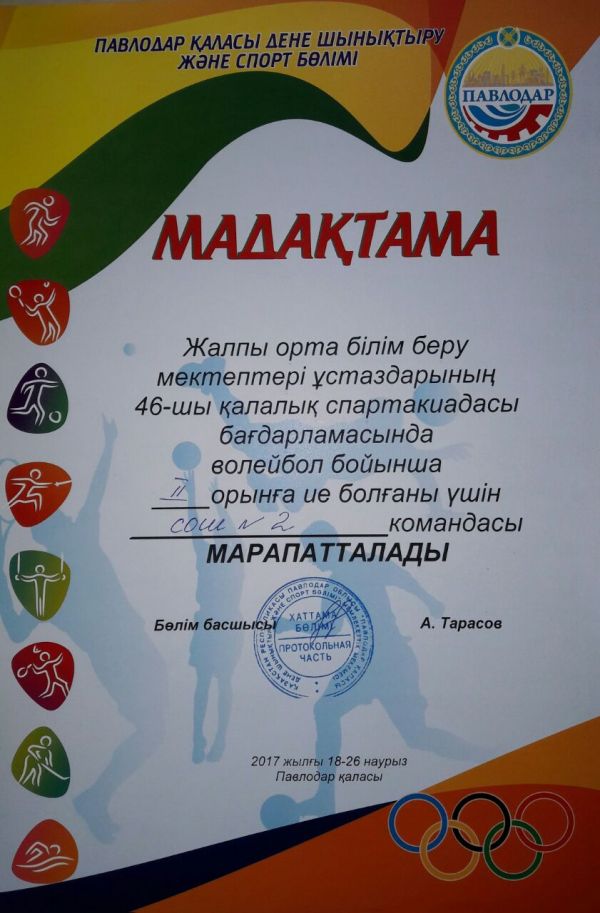 ПАВЛОДАР ҚАЛАСЫ ДЕНЕ ШЫНЫҚТЫРУ
ЖӘНЕ СПОРТ БӨЛІМІ
ПАВЛОДАР
МАДАҚТАМА
Жалпы орта білім беру
мектептері ұстаздарының
46-шы қалалық спартакиадасы
бағдарламасында
волейбол бойынша
II орынға ие болғаны үшін
сош № 2 командасы
МАРАПАТТАЛАДЫ
Бөлім басшысы А. Тарасов
ХАТТАМА
БӨЛІМІ
ПРОТОКОЛЬНАЯ
ЧАСТЬ
2017 жылғы 18-26 наурыз
Павлодар қаласы